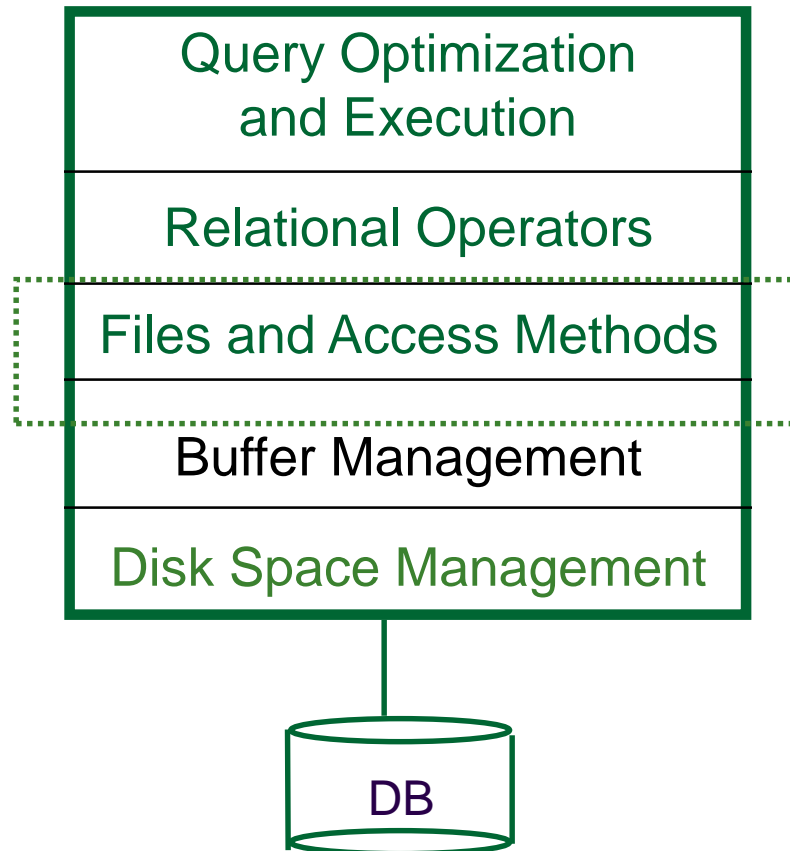 Query Optimization
and Execution
Relational Operators
Files and Access Methods
Buffer Management
Disk Space Management
DB